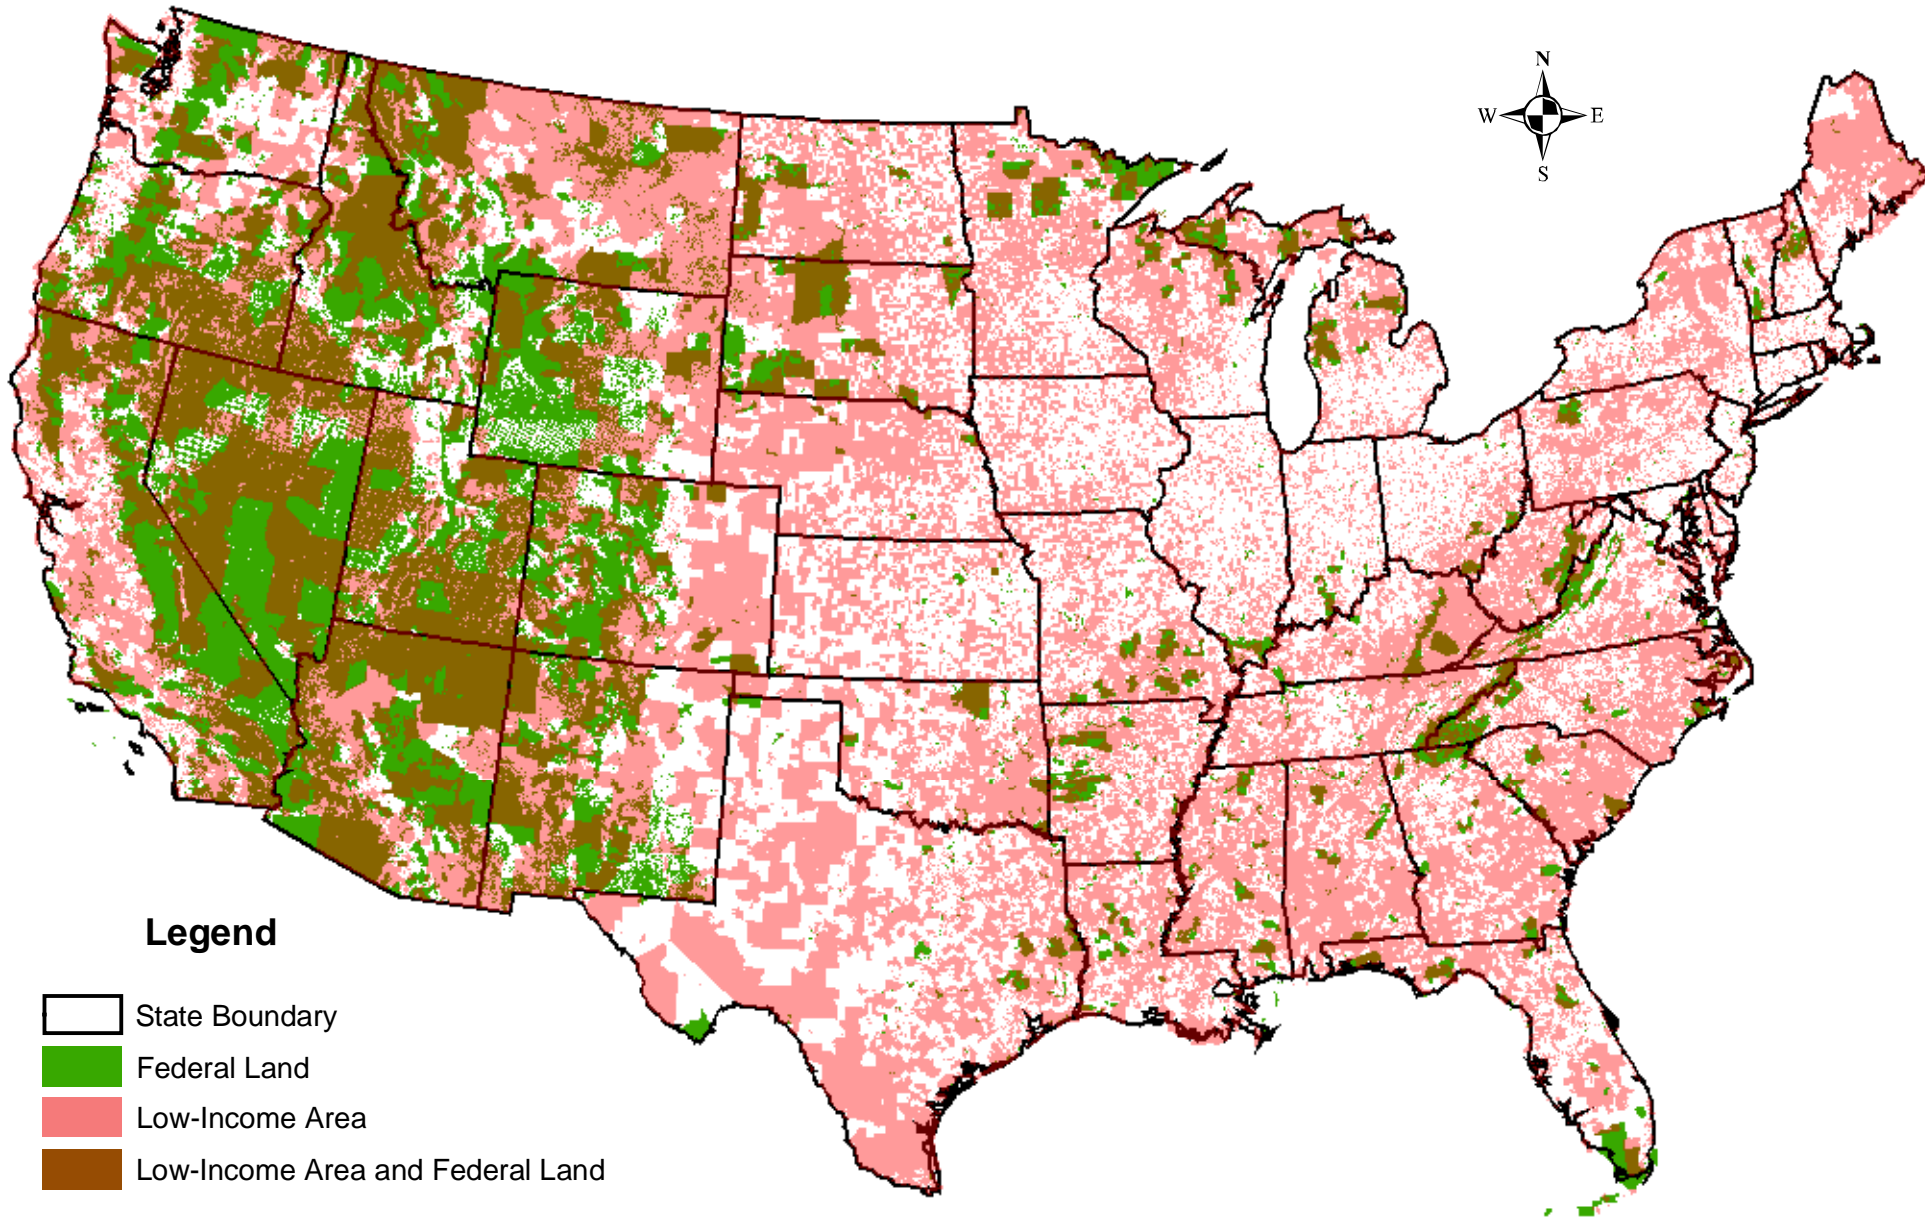 N
W E
S
Legend
State Boundary
Federal Land
Low-Income Area
Low-Income Area and Federal Land